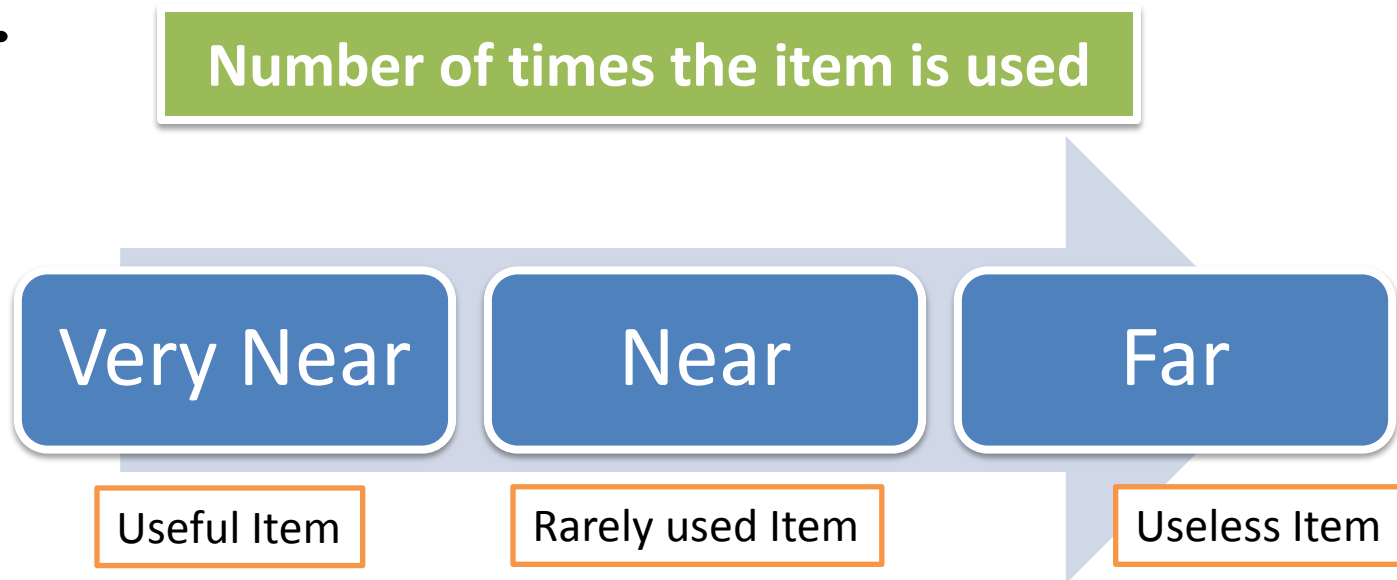 Number of times the item is used
Very Near
Near
Far
Useful Item
Rarely used Item
Useless Item